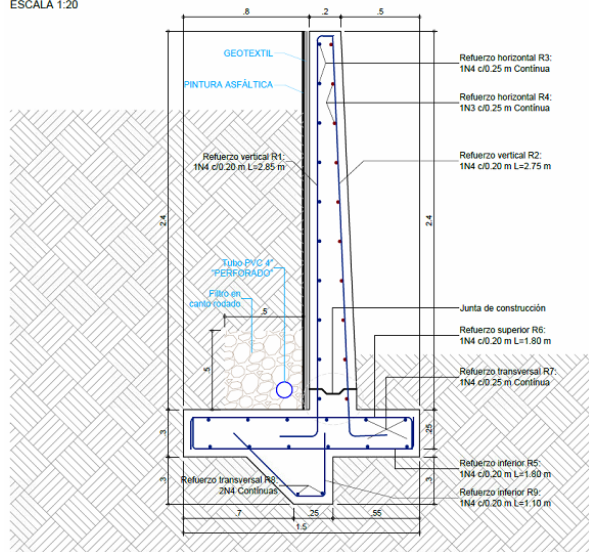 ESCALA 1:20
.8
.2
.5
GEOTEXTIL
PINTURA ASFÁLTICA
Refuerzo horizontal R3:
1N4 c/0.25 m Continua
Refuerzo horizontal R4:
1N3 c/0.25 m Continua
Refuerzo vertical R1:
1N4 c/0.20 m L=2.85 m
Refuerzo vertical R2:
1N4 c/0.20 m L=2.75 m
2.4
2.4
Tubo PVC 4"
"PERFORADO"
Filtro en
canto rodado
.5
.5
Junta de construcción
Refuerzo superior R6:
1N4 c/0.20 m L=1.80 m
Refuerzo transversal R7:
1N4 c/0.25 m Continua
.3
.25
Refuerzo inferior R5:
1N4 c/0.20 m L=1.80 m
Refuerzo transversal R8:
2N4 Continuas
.3
.3
Refuerzo inferior R9:
1N4 c/0.20 m L=1.10 m
.7
.25
.55
1.5